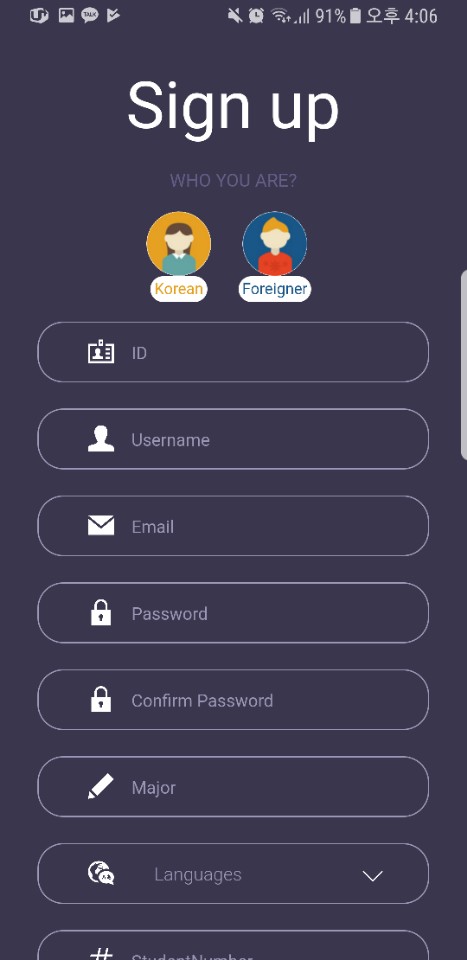 91% 오후 4:06
Sign up
WHO YOU ARE?
Korean Foreigner
ID
Username
Email
Password
Confirm Password
Major
Languages
StudentNumber